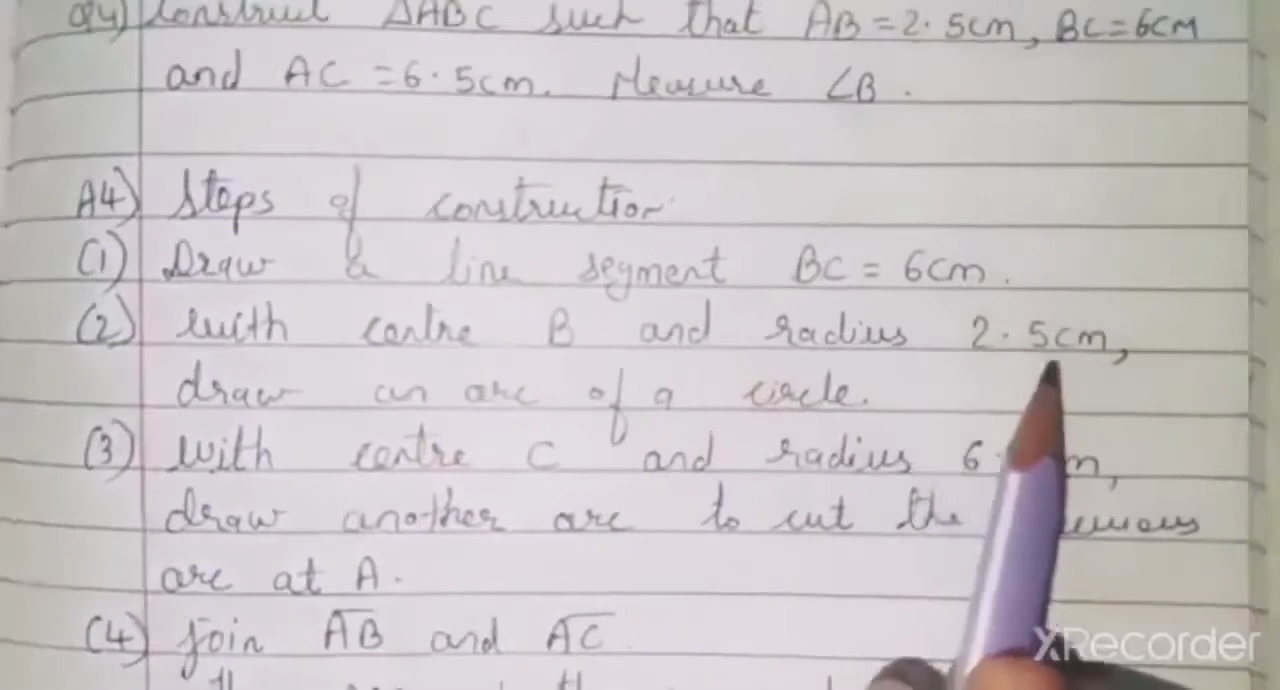 Q4) Construct ΔABC such that AB = 2.5cm, BC = 6cm
and AC = 6.5cm. Measure ∠B.
A4) Steps of construction
(1) Draw a line segment BC = 6cm.
(2) with centre B and radius 2.5cm,
draw an arc of a circle.
(3) with centre C and radius 6.
draw another arc to cut the
arc at A.
(4) join AB and AC
XRecorder